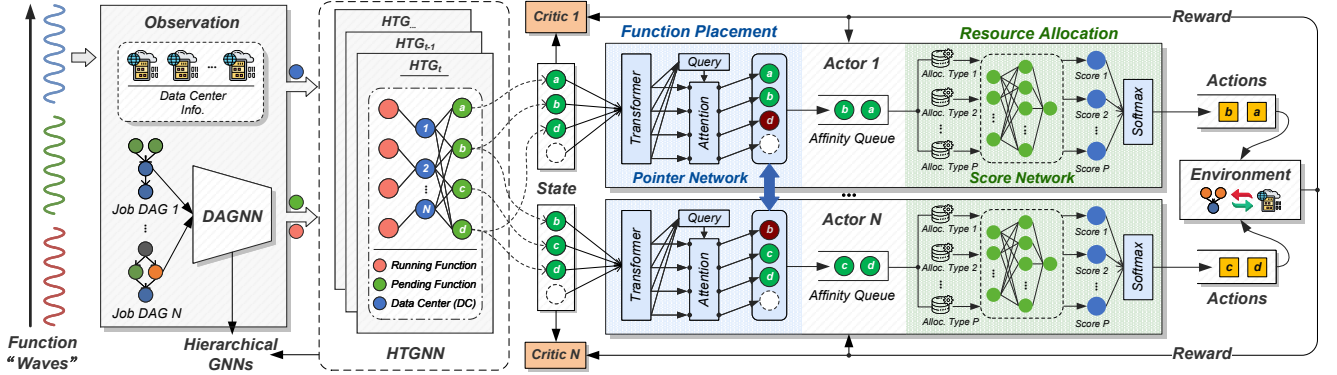 Function
“Waves”
Observation
Data Center
Info.
Job DAG 1
Job DAG N
DAGNN
Hierarchical
GNNs
HTG...
HTGt-1
HTGt
1
2
N
a
b
c
d
Running Function
Pending Function
Data Center (DC)
HTGNN
Critic 1
a
b
d
State
b
c
d
Critic N
Function Placement
Transformer
Query
Attention
a
b
d
Pointer Network
Actor 1
b a
Affinity Queue
Resource Allocation
Alloc. Type 1
Alloc. Type 2
Alloc. Type P
Score 1
Score 2
Score P
Softmax
Score Network
Reward
Actions
b a
Environment
...
Transformer
Query
Attention
b
c
d
Actor N
c d
Affinity Queue
Alloc. Type 1
Alloc. Type 2
Alloc. Type P
Score 1
Score 2
Score P
Softmax
c d
Actions
Reward